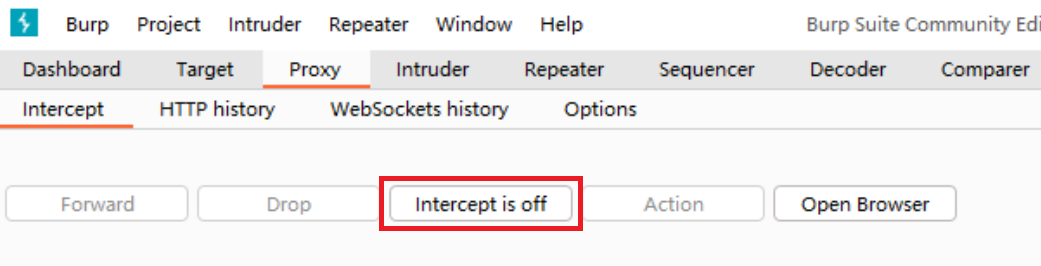 Burp Project Intruder Repeater Window Help Burp Suite Community Edi
Dashboard Target Proxy Intruder Repeater Sequencer Decoder Comparer
Intercept HTTP history WebSockets history Options
Forward Drop Intercept is off Action Open Browser